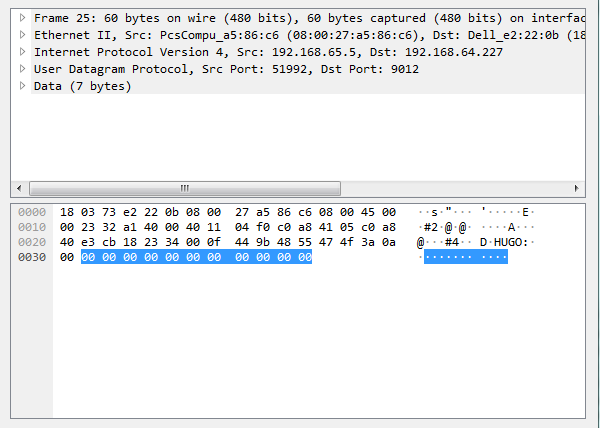 Frame 25: 60 bytes on wire (480 bits), 60 bytes captured (480 bits) on interfac
Ethernet II, Src: PcsCompu_a5:86:c6 (08:00:27:a5:86:c6), Dst: Dell_e2:22:0b (18
Internet Protocol Version 4, Src: 192.168.65.5, Dst: 192.168.64.227
User Datagram Protocol, Src Port: 51992, Dst Port: 9012
Data (7 bytes)
0000 18 03 73 e2 22 0b 08 00 27 a5 86 c6 08 00 45 00 ··s·"··· '·····E·
0010 00 23 32 a1 40 00 40 11 04 f0 c0 a8 41 05 c0 a8 ·#2·@·@· ····A···
0020 40 e3 cb 18 23 34 00 0f 44 9b 48 55 47 4f 3a 0a @···#4·· D·HUGO:·
0030 00 00 00 00 00 00 00 00 00 00 00 00 ········ ····